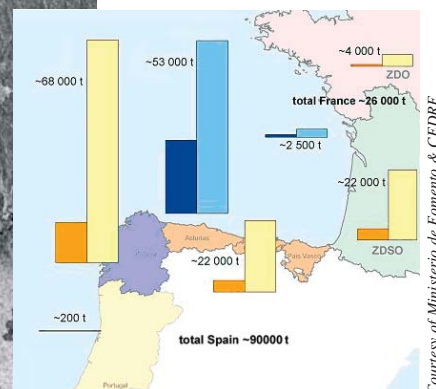 ~4 000 t
ZDO
~68 000 t
~53 000 t
total France ~26 000 t
~2 500 t
~22 000 t
ZDSO
Asturias
País Vasco
~22 000 t
~200 t
total Spain ~90000 t
Portugal
Courtesy of Ministerio de Fomento & CEDRE